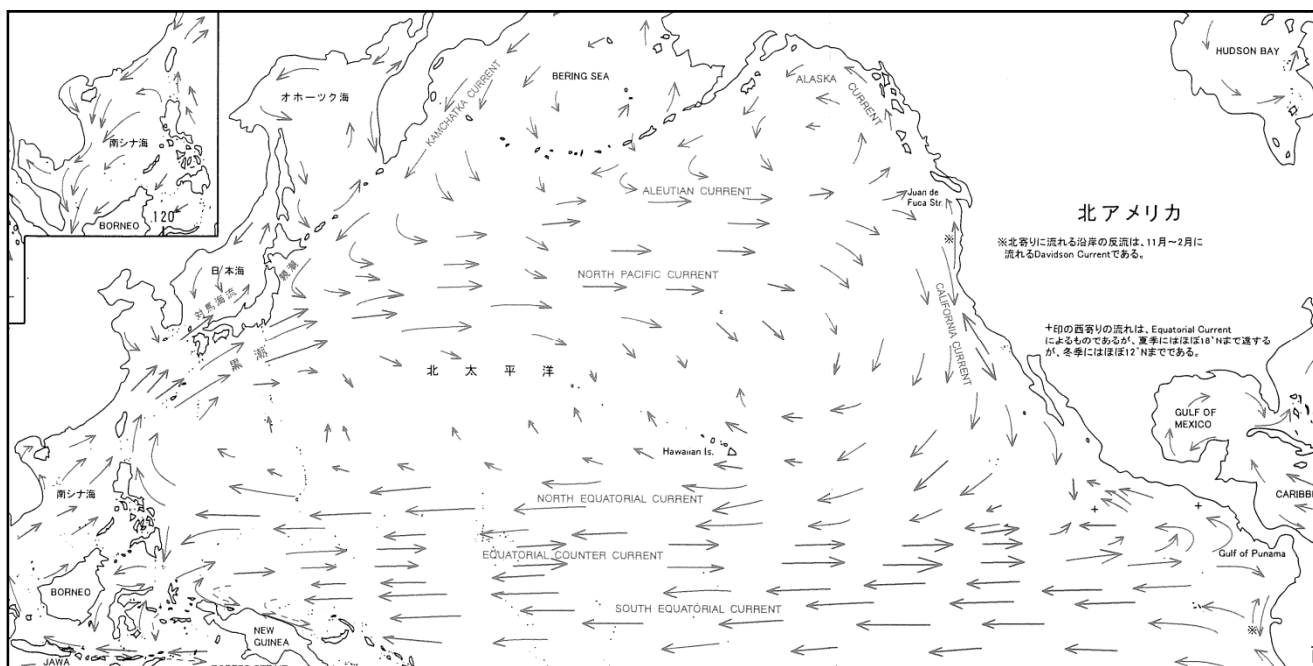 オホーツク海
BERING SEA
ALASKA
CURRENT
HUDSON BAY
KAMCHATKA CURRENT
南シナ海
BORNEO
120°
ALEUTIAN CURRENT
Juan de
Fuca Str.
北アメリカ
※北寄りに流れる沿岸の反流は、11月～2月に
流れるDavidson Currentである。
※
日本海
親潮
対馬海流
NORTH PACIFIC CURRENT
CALIFORNIA CURRENT
+印の西寄りの流れは、Equatorial Current
によるものであるが、夏季にはほぼ18°Nまで達する
が、冬季にはほぼ12°Nまでである。
黒潮
北太平洋
GULF OF
MEXICO
Hawaiian Is.
南シナ海
NORTH EQUATORIAL CURRENT
CARIBB
+
+
EQUATORIAL COUNTER CURRENT
Gulf of Punama
BORNEO
SOUTH EQUATORIAL CURRENT
NEW
GUINEA
※
JAWA